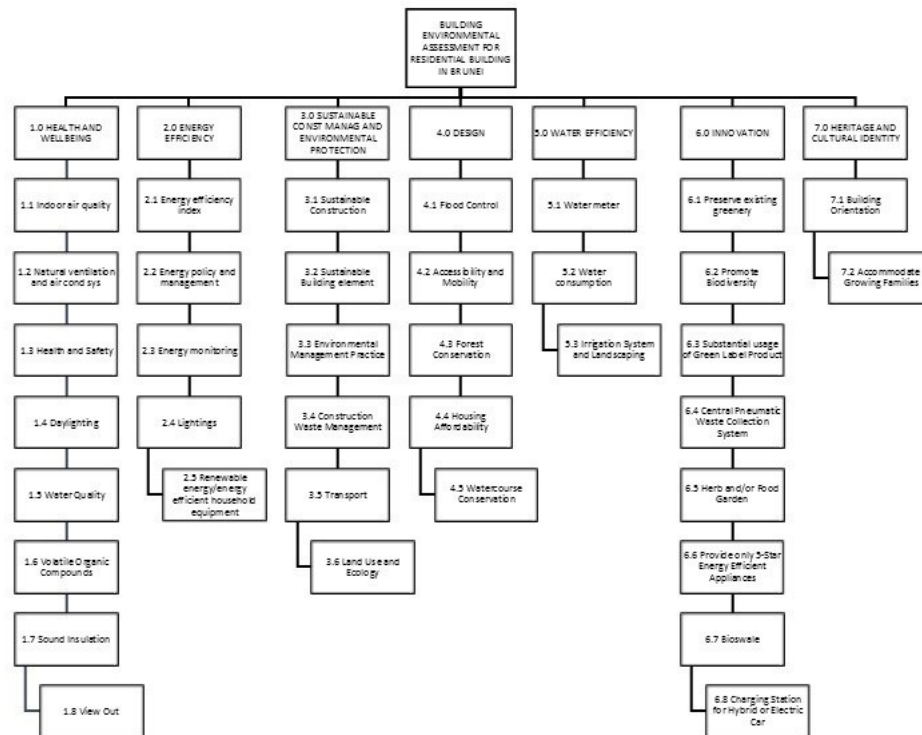 BUILDING
ENVIRONMENTAL
ASSESSMENT FOR
RESIDENTIAL BUILDING
IN BRUNEI
1.0 HEALTH AND
WELLBEING
1.1 Indoor air quality
1.2 Natural ventilation
and air cond sys
1.3 Health and Safety
1.4 Daylighting
1.5 Water Quality
1.6 Volatile Organic
Compounds
1.7 Sound Insulation
1.8 View Out
2.0 ENERGY
EFFICIENCY
2.1 Energy efficiency
index
2.2 Energy policy and
management
2.3 Energy monitoring
2.4 Lightings
2.5 Renewable
energy/energy
efficient household
equipment
3.0 SUSTAINABLE
CONST MANAG AND
ENVIRONMENTAL
PROTECTION
3.1 Sustainable
Construction
3.2 Sustainable
Building element
3.3 Environmental
Management Practice
3.4 Construction
Waste Management
3.5 Transport
3.6 Land Use and
Ecology
4.0 DESIGN
4.1 Flood Control
4.2 Accessibility and
Mobility
4.3 Forest
Conservation
4.4 Housing
Affordability
4.5 Watercourse
Conservation
5.0 WATER EFFICIENCY
5.1 Water meter
5.2 Water
consumption
5.3 Irrigation System
and Landscaping
6.0 INNOVATION
6.1 Preserve existing
greenery
6.2 Promote
Biodiversity
6.3 Substantial usage
of Green Label Product
6.4 Central Pneumatic
Waste Collection
System
6.5 Herb and/or Food
Garden
6.6 Provide only 5-Star
Energy Efficient
Appliances
6.7 Bioswale
6.8 Charging Station
for Hybrid or Electric
Car
7.0 HERITAGE AND
CULTURAL IDENTITY
7.1 Building
Orientation
7.2 Accommodate
Growing Families